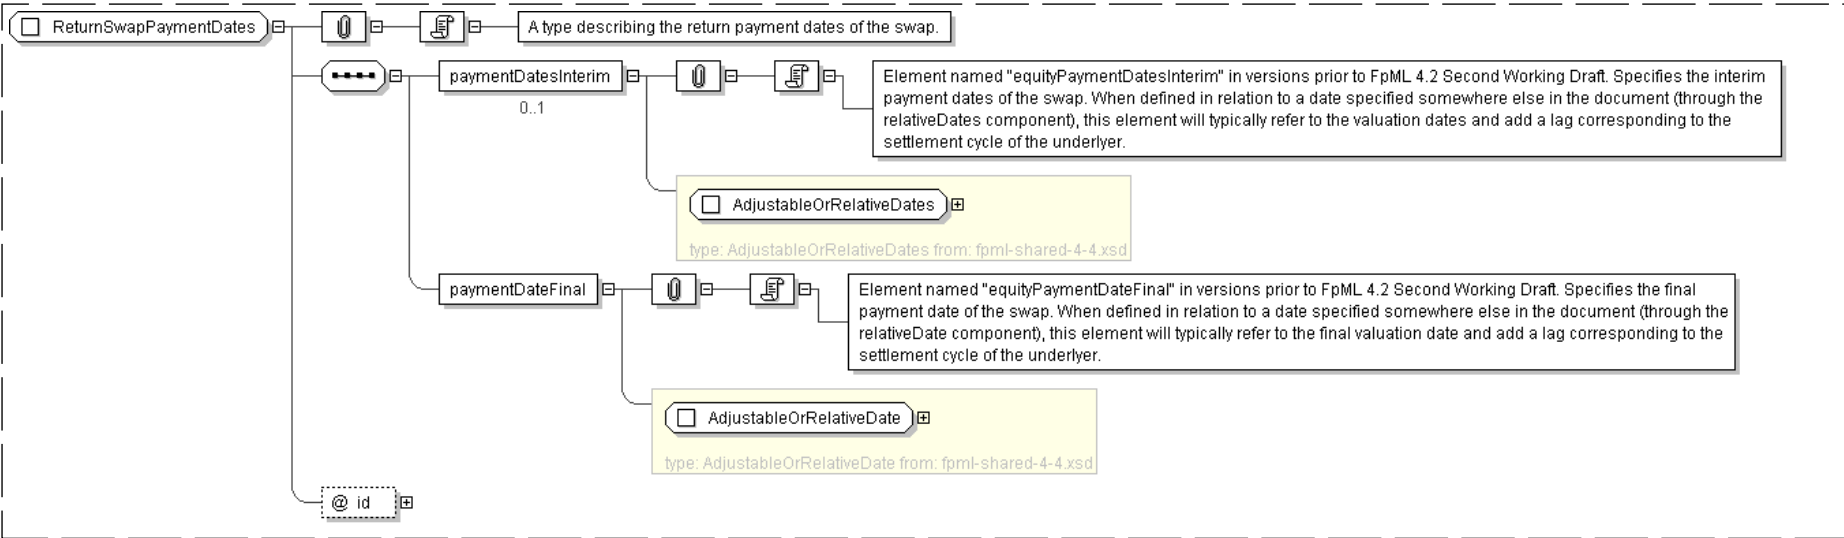 ReturnSwapPaymentDates
A type describing the return payment dates of the swap.
paymentDatesInterim
0..1
Element named "equityPaymentDatesInterim" in versions prior to FpML 4.2 Second Working Draft. Specifies the interim
payment dates of the swap. When defined in relation to a date specified somewhere else in the document (through the
relativeDates component), this element will typically refer to the valuation dates and add a lag corresponding to the
settlement cycle of the underlyer.
AdjustableOrRelativeDates
type: AdjustableOrRelativeDates from: fpml-shared-4-4.xsd
paymentDateFinal
Element named "equityPaymentDateFinal" in versions prior to FpML 4.2 Second Working Draft. Specifies the final
payment date of the swap. When defined in relation to a date specified somewhere else in the document (through the
relativeDate component), this element will typically refer to the final valuation date and add a lag corresponding to the
settlement cycle of the underlyer.
AdjustableOrRelativeDate
type: AdjustableOrRelativeDate from: fpml-shared-4-4.xsd
@ id